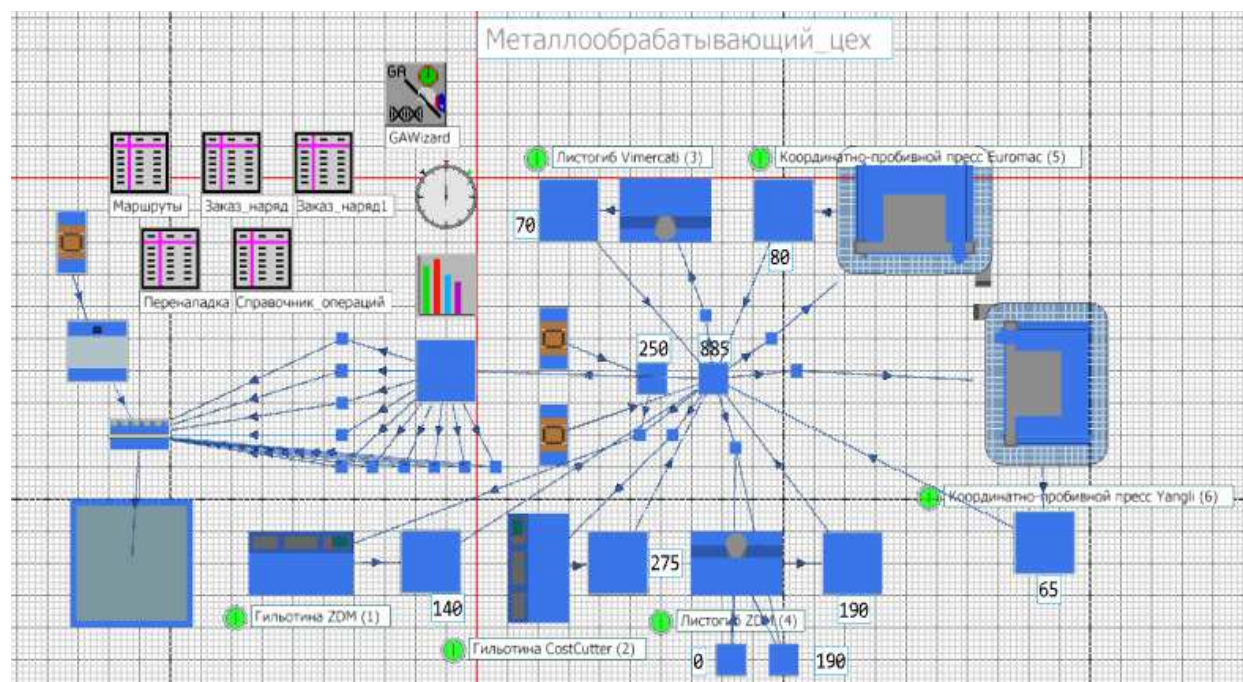 Металлообрабатывающий_цех
GA
GAWizard
Листогиб Vimercati (3)
Координатно-пробивной пресс Euromac (5)
Маршруты
Заказ_наряд
Заказ_наряд1
70
80
Переналадка
Справочник_операций
250
885
Координатно-пробивной пресс Yangli (6)
275
140
190
65
Гильотина ZDM (1)
Листогиб ZDM (4)
Гильотина CostCutter (2)
0
190